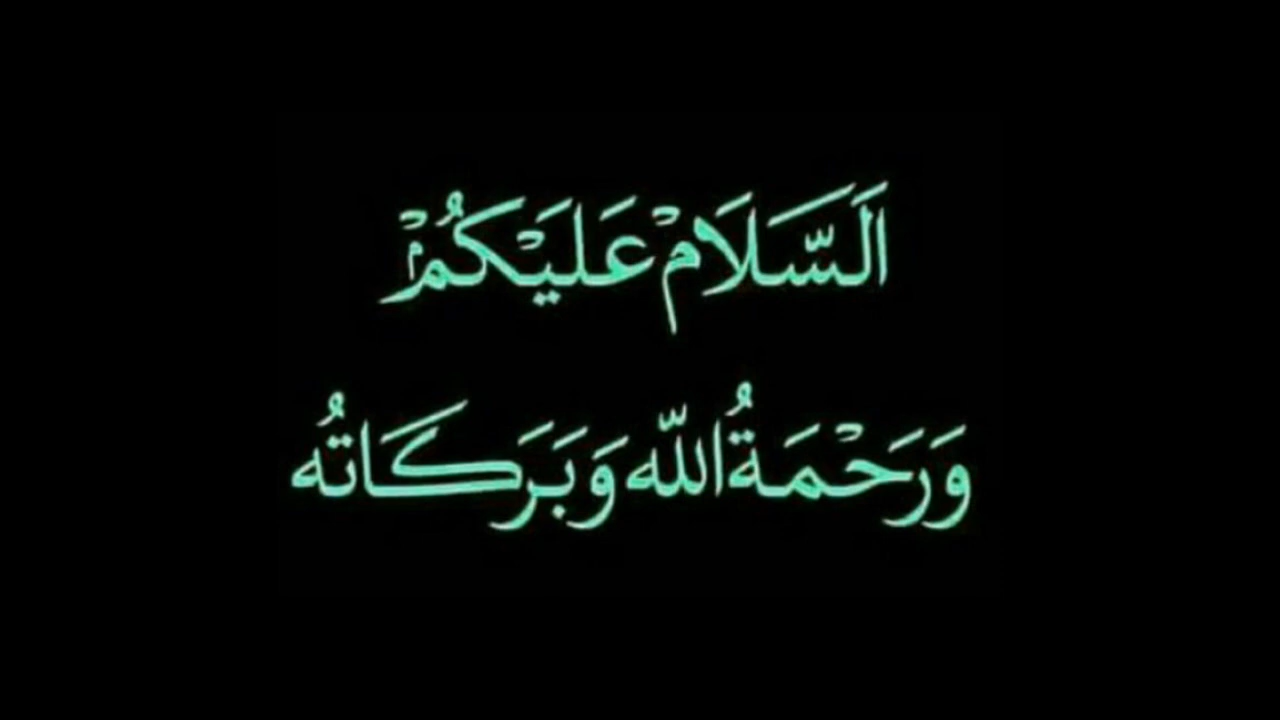 اَلسَّلَامْ عَلَيْكُمْ
وَرَحْمَةُ اللّه وَبَرَكَاتُه